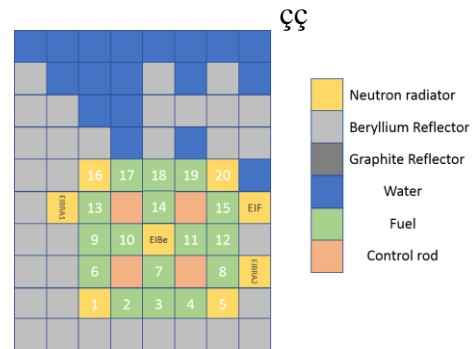 çç
Neutron radiator
Beryllium Reflector
Graphite Reflector
Water
Fuel
Control rod
16 17 18 19 20
EIBRA1 13 14 15 EIF
9 10 EIBe 11 12
6 7 8 EIBRA2
1 2 3 4 5